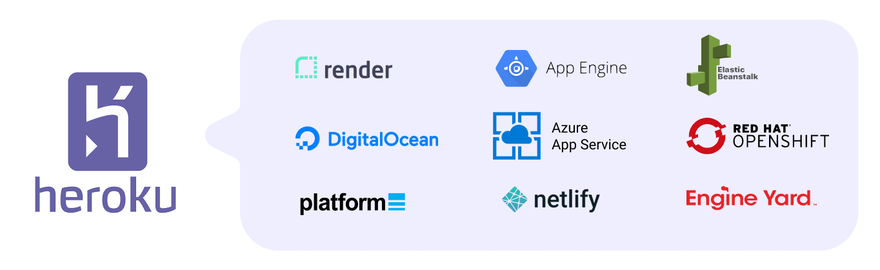 heroku
render
App Engine
Elastic
Beanstalk
DigitalOcean
Azure
App Service
RED HAT
OPENSHIFT
platform
netlify
Engine Yard